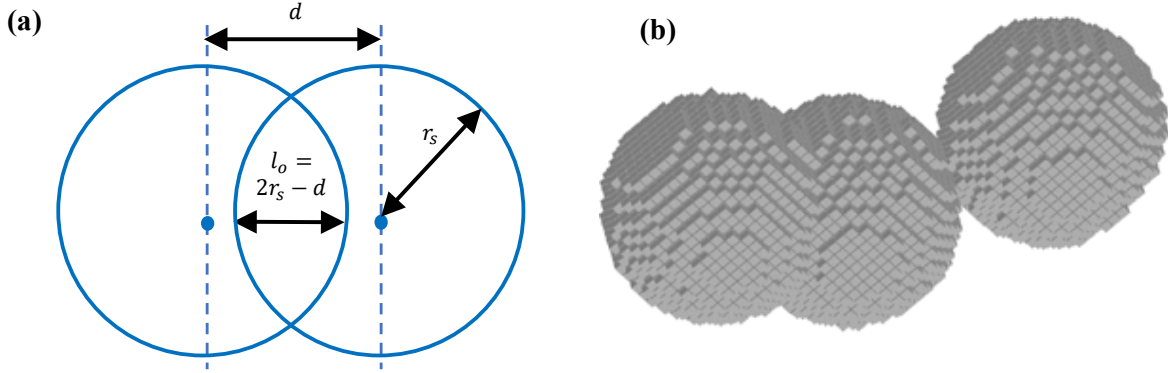 (a)
d
r_s
l_o =
2r_s − d
(b)